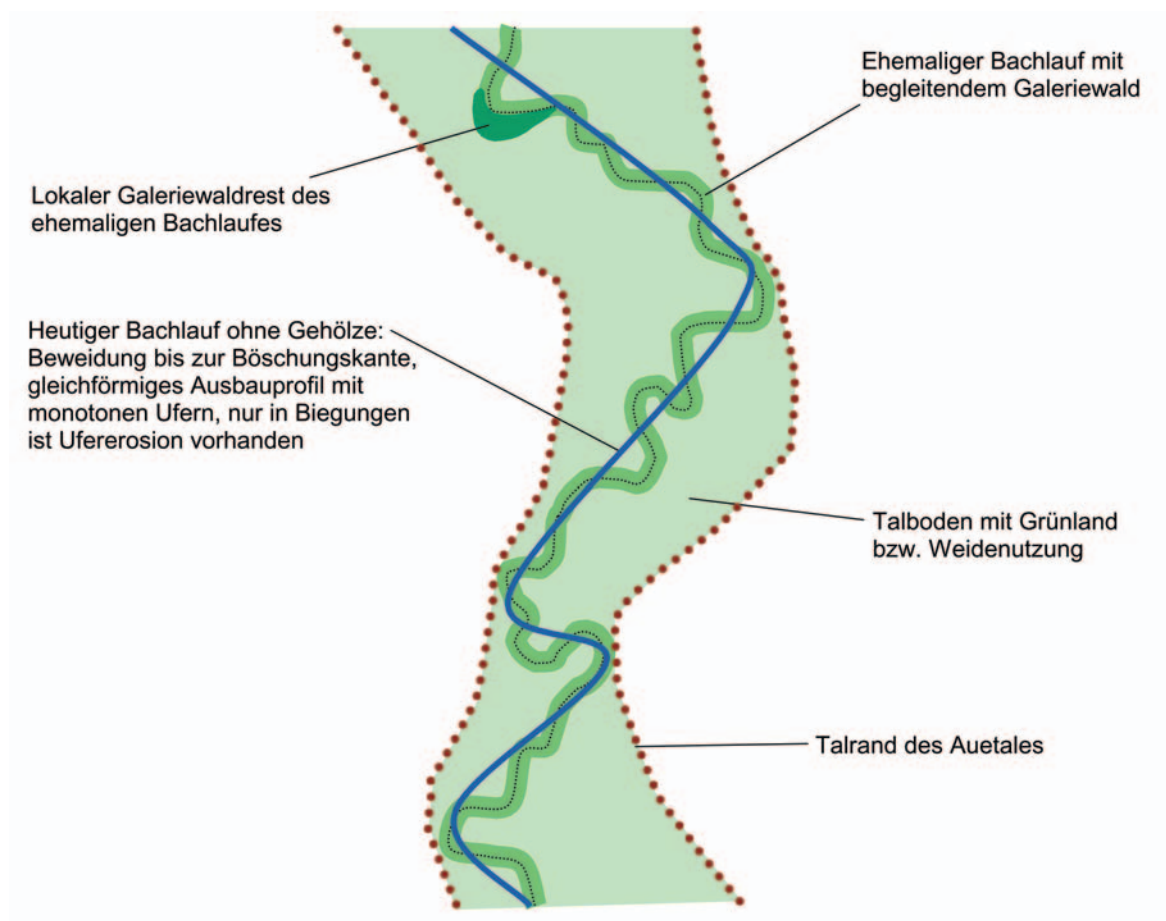 Ehemaliger Bachlauf mit
begleitendem Galeriewald
Lokaler Galeriewaldrest des
ehemaligen Bachlaufes
Heutiger Bachlauf ohne Gehölze:
Beweidung bis zur Böschungskante,
gleichförmiges Ausbauprofil mit
monotonen Ufern, nur in Biegungen
ist Ufererosion vorhanden
Talboden mit Grünland
bzw. Weidenutzung
Talrand des Auetales